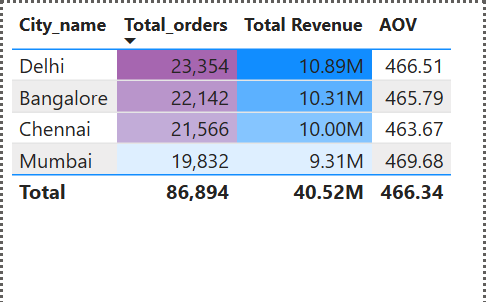 City_name Total_orders Total Revenue AOV
Delhi 23,354 10.89M 466.51
Bangalore 22,142 10.31M 465.79
Chennai 21,566 10.00M 463.67
Mumbai 19,832 9.31M 469.68
Total 86,894 40.52M 466.34